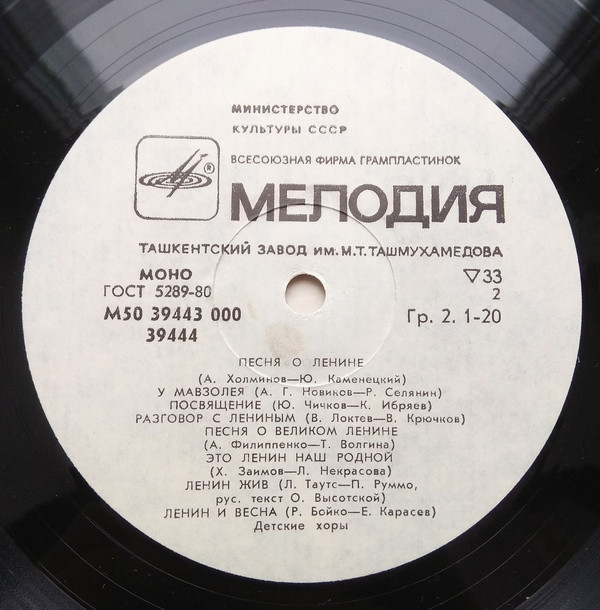 МИНИСТЕРСТВО
КУЛЬТУРЫ СССР
ВСЕСОЮЗНАЯ ФИРМА ГРАМПЛАСТИНОК
®
МЕЛОДИЯ
ТАШКЕНТСКИЙ ЗАВОД им. М. Т. ТАШМУХАМЕДОВА
МОНО
ГОСТ 5289-80
М50 39443 000
39444
▽33
2
Гр. 2. 1-20
ПЕСНЯ О ЛЕНИНЕ
(А. Холминов—Ю. Каменецкий)
У МАВЗОЛЕЯ (А. Г. Новиков—Р. Селянин)
ПОСВЯЩЕНИЕ (Ю. Чичков—К. Ибряев)
РАЗГОВОР С ЛЕНИНЫМ (В. Локтев—В. Крючков)
ПЕСНЯ О ВЕЛИКОМ ЛЕНИНЕ
(А. Филиппенко—Т. Волгина)
ЭТО ЛЕНИН НАШ РОДНОЙ
(Х. Заимов—Л. Некрасова)
ЛЕНИН ЖИВ (Л. Таутс—П. Руммо,
рус. текст О. Высотской)
ЛЕНИН И ВЕСНА (Р. Бойко—Е. Карасев)
Детские хоры